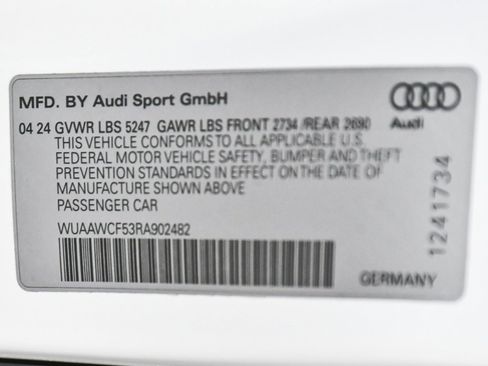 MFD. BY Audi Sport GmbH
Audi
04 24 GVWR LBS 5247 GAWR LBS FRONT 2734 /REAR 2690
THIS VEHICLE CONFORMS TO ALL APPLICABLE U.S.
FEDERAL MOTOR VEHICLE SAFETY, BUMPER AND THEFT
PREVENTION STANDARDS IN EFFECT ON THE DATE OF
MANUFACTURE SHOWN ABOVE
PASSENGER CAR
WUAAWCF53RA902482
1241734
GERMANY